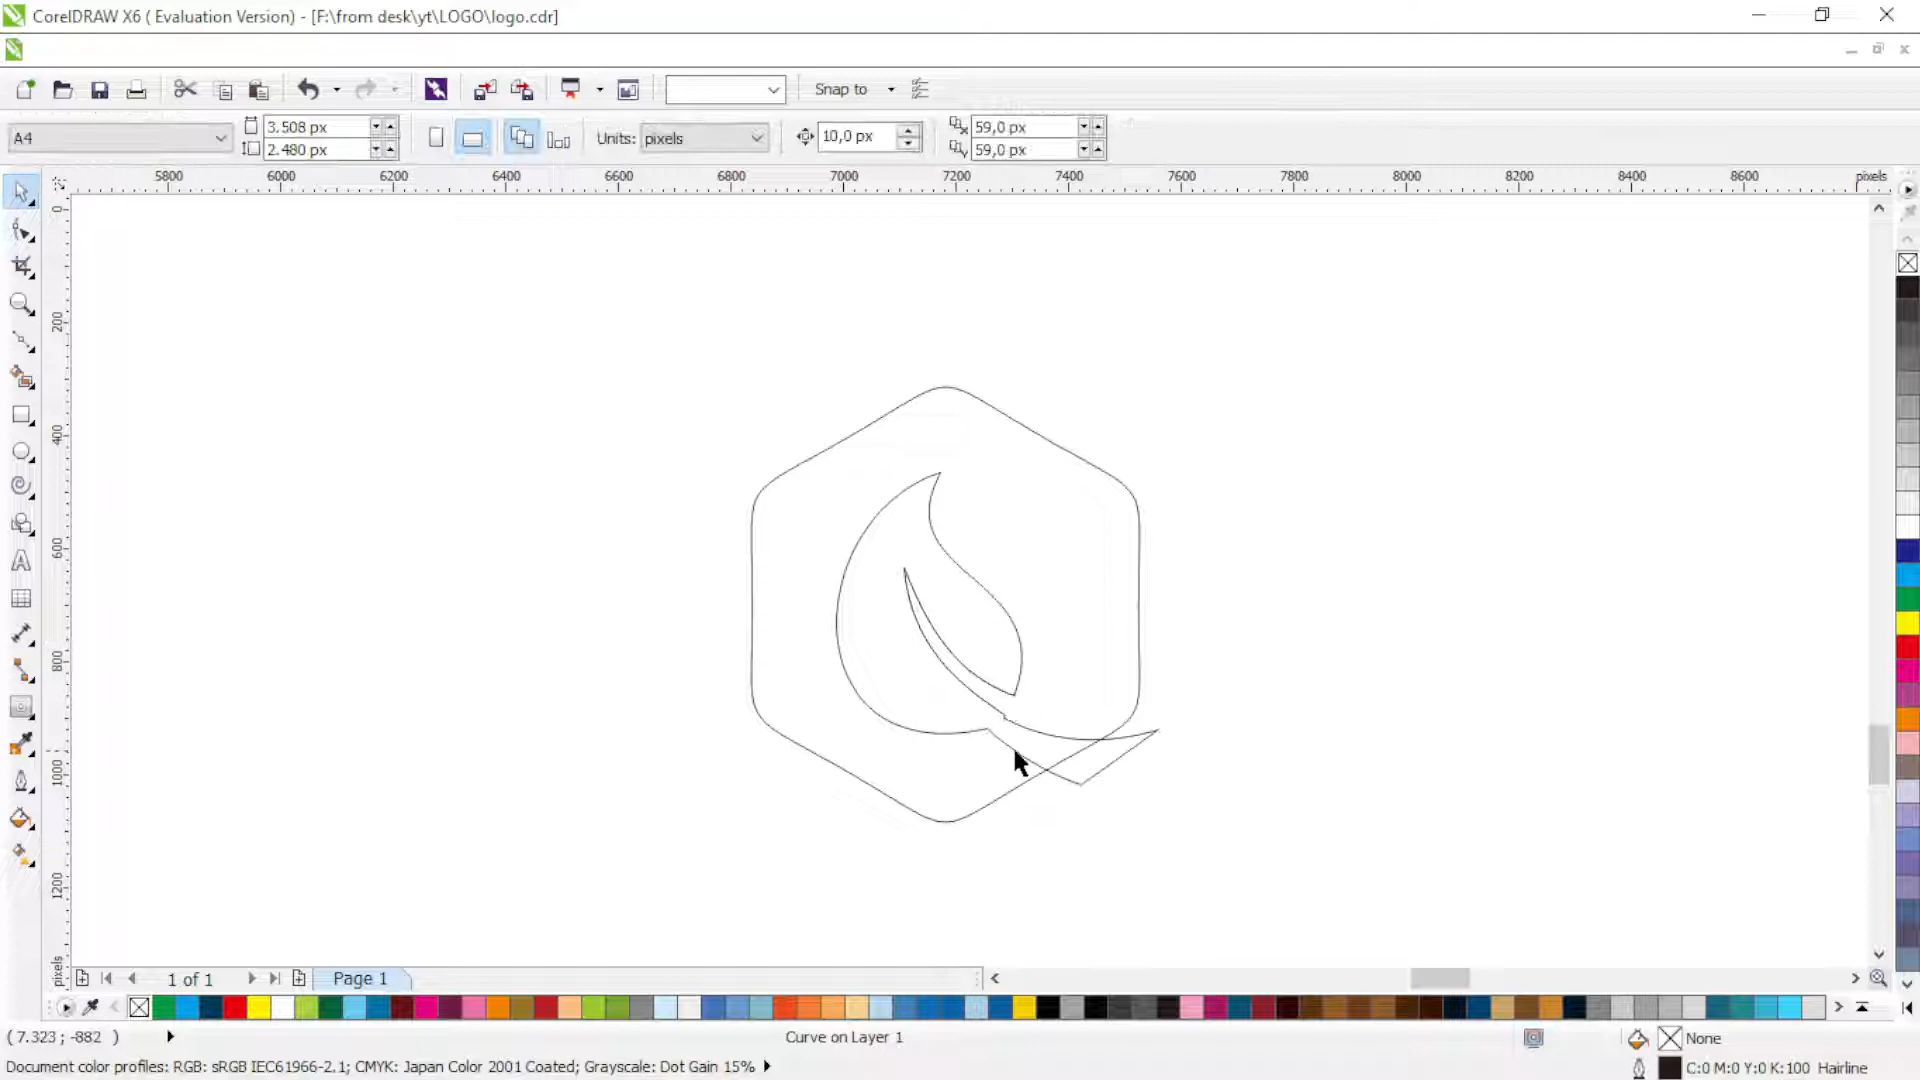 CorelDRAW X6 ( Evaluation Version) - [F:\from desk\yt\LOGO\logo.cdr]
Snap to
A4
3.508 px
2.480 px
Units: pixels
10,0 px
59,0 px
59,0 px
5800 6000 6200 6400 6600 6800 7000 7200 7400 7600 7800 8000 8200 8400 8600 pixels
0
200
400
600
800
1000
1200
pixels
1 of 1
Page 1
( 7.323 ; -882 )
Curve on Layer 1
None
Document color profiles: RGB: sRGB IEC61966-2.1; CMYK: Japan Color 2001 Coated; Grayscale: Dot Gain 15%
C:0 M:0 Y:0 K:100 Hairline